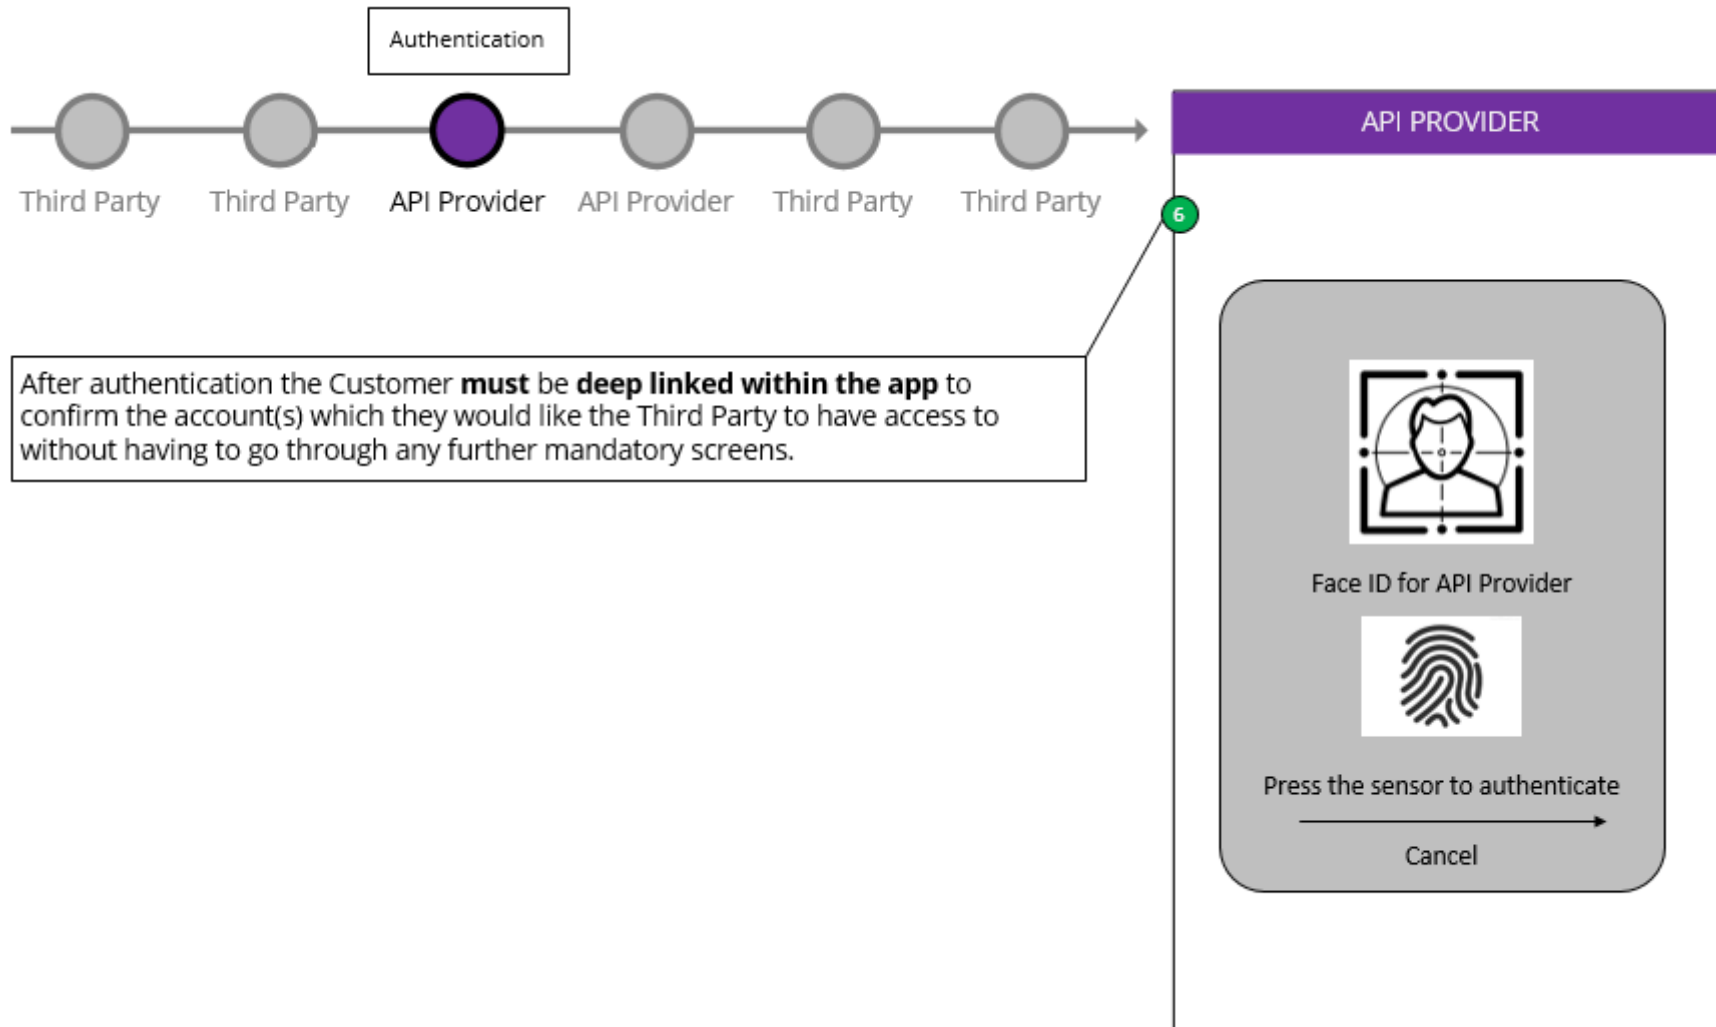 Authentication
Third Party
Third Party
API Provider
API Provider
Third Party
Third Party
After authentication the Customer must be deep linked within the app to
confirm the account(s) which they would like the Third Party to have access to
without having to go through any further mandatory screens.
API PROVIDER
6
Face ID for API Provider
Press the sensor to authenticate
Cancel